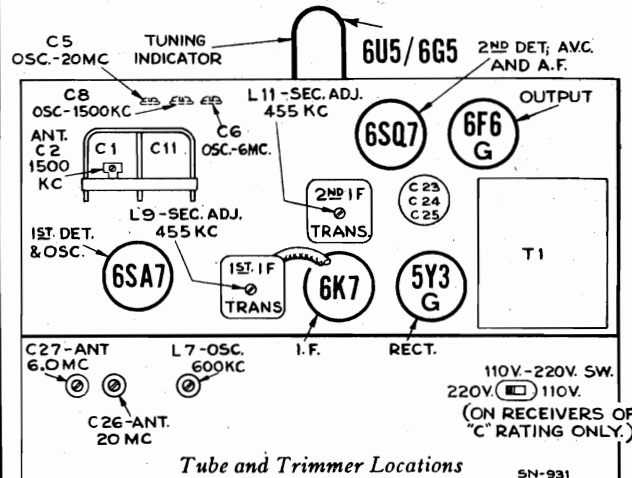 C5
OSC.-20MC
TUNING
INDICATOR
6U5/6G5
2ND DET; A.V.C.
AND A.F.
C8
OSC-1500KC
L11-SEC. ADJ.
455 KC
OUTPUT
C6
OSC.-6MC.
6SQ7
6F6
G
ANT.
C2
1500
KC
C1
C11
2ND IF
TRANS.
C 23
C 24
C 25
L9-SEC. ADJ.
455 KC
T1
1ST. DET.
& OSC.
6SA7
1ST. IF
TRANS
6K7
5Y3
G
I.F.
RECT.
C27-ANT
6.0MC
L7-OSC.
600KC
C26-ANT.
20 MC
110V.-220V. SW.
220V. 110V.
(ON RECEIVERS OF
"C" RATING ONLY.)
Tube and Trimmer Locations
SN-931